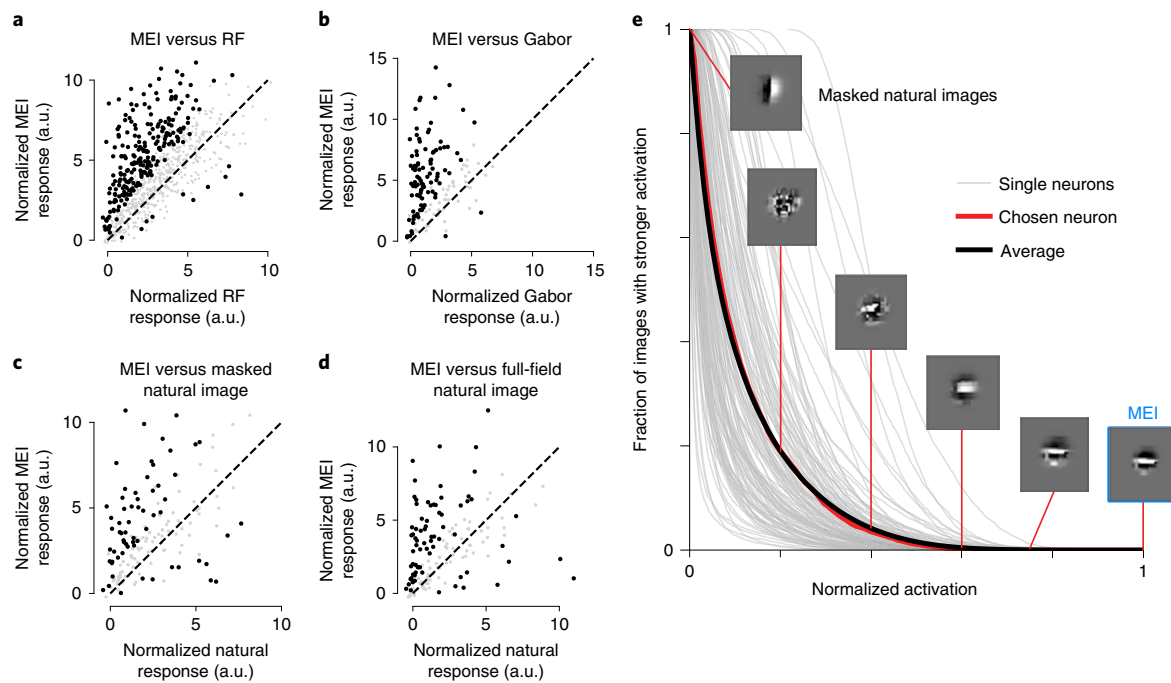 a
MEI versus RF
Normalized MEI
response (a.u.)
10
5
0
0
5
10
Normalized RF
response (a.u.)
b
MEI versus Gabor
Normalized MEI
response (a.u.)
15
10
5
0
0
5
10
15
Normalized Gabor
response (a.u.)
c
MEI versus masked
natural image
Normalized MEI
response (a.u.)
10
5
0
0
5
10
Normalized natural
response (a.u.)
d
MEI versus full-field
natural image
Normalized MEI
response (a.u.)
10
5
0
0
5
10
Normalized natural
response (a.u.)
e
Fraction of images with stronger activation
1
0
Masked natural images
Single neurons
Chosen neuron
Average
MEI
0
1
Normalized activation